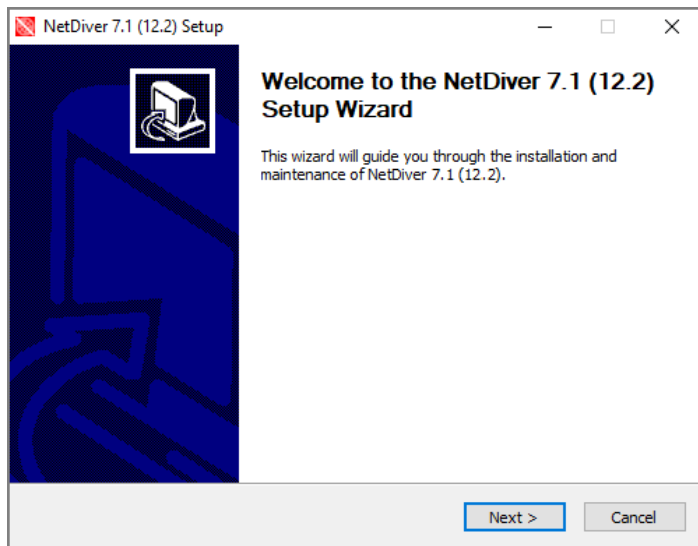 NetDiver 7.1 (12.2) Setup
Welcome to the NetDiver 7.1 (12.2)
Setup Wizard
This wizard will guide you through the installation and
maintenance of NetDiver 7.1 (12.2).
Next >
Cancel